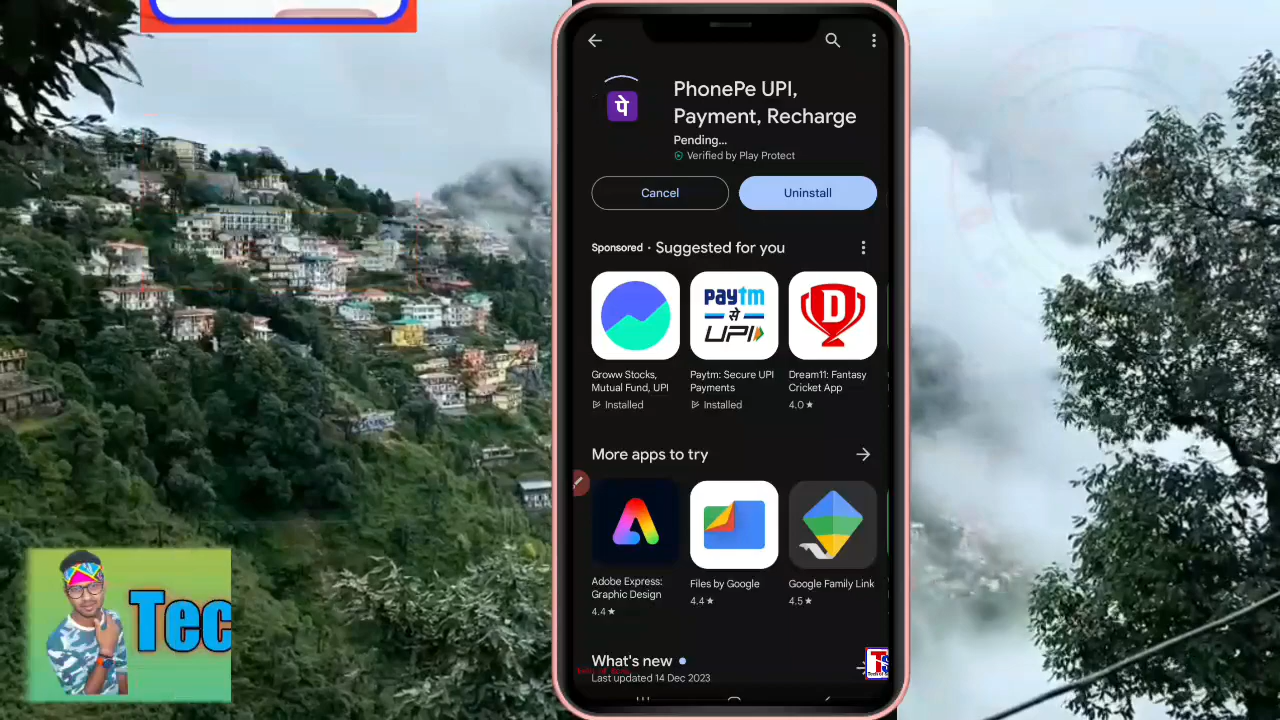 PhonePe UPI,
Payment, Recharge
Pending...
Verified by Play Protect
पे
Cancel
Uninstall
Sponsored · Suggested for you
paytm
से
UPI
D
Groww Stocks,
Mutual Fund, UPI
Installed
Paytm: Secure UPI
Payments
Installed
Dream11: Fantasy
Cricket App
4.0★
More apps to try
Adobe Express:
Graphic Design
4.4★
Files by Google
4.4★
Google Family Link
4.5★
What's new
Last updated 14 Dec 2023
Tec